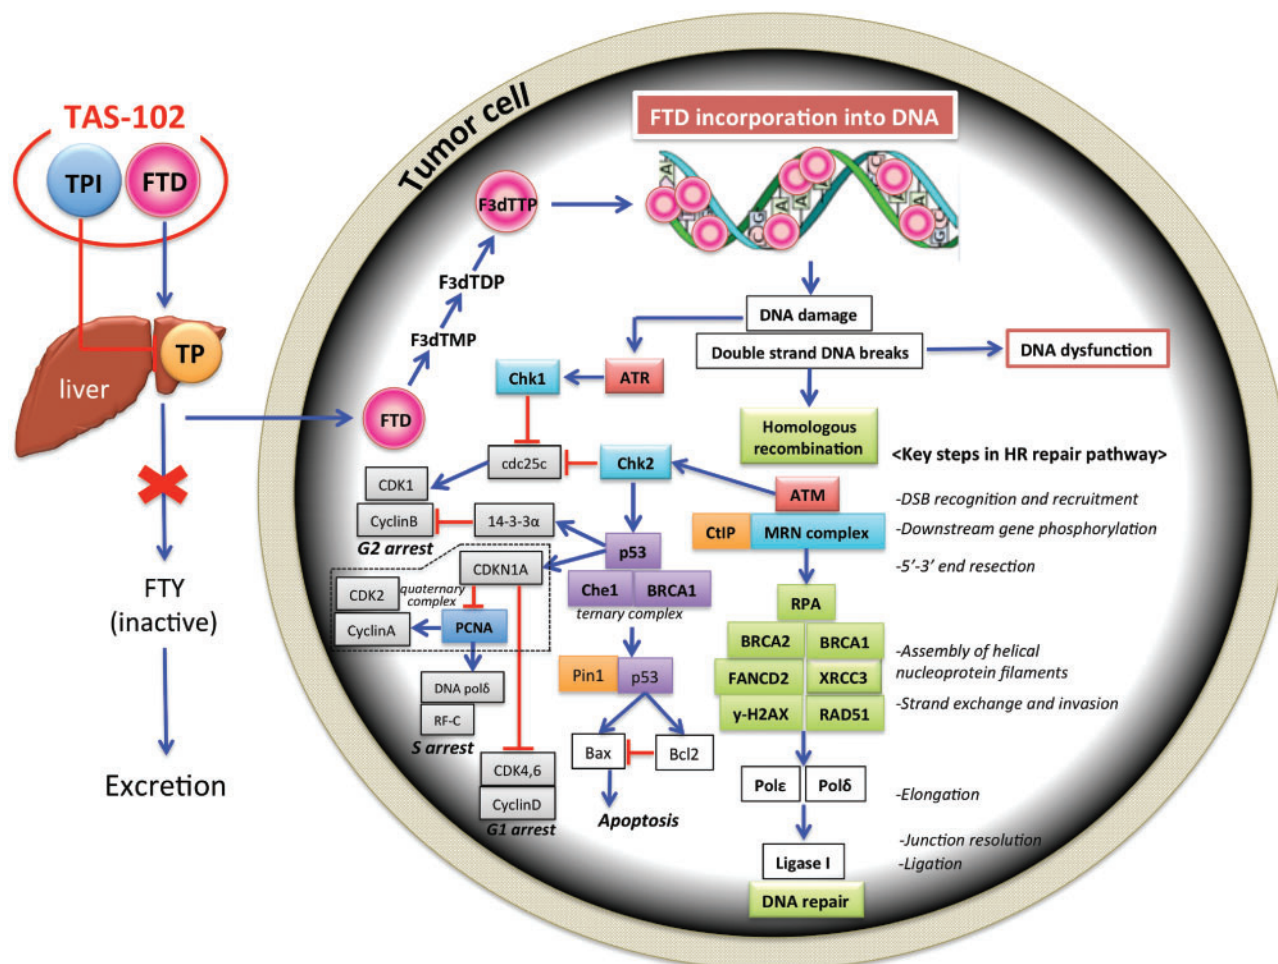 TAS-102
TPI
FTD
liver
TP
FTY
(inactive)
Excretion
Tumor cell
FTD incorporation into DNA
F3dTTP
F3dTDP
F3dTMP
FTD
DNA damage
Double strand DNA breaks
DNA dysfunction
ATR
Chk1
Homologous
recombination
<Key steps in HR repair pathway>
cdc25c
Chk2
ATM
CtIP
MRN complex
-DSB recognition and recruitment
-Downstream gene phosphorylation
-5’-3’ end resection
CDK1
CyclinB
G2 arrest
14-3-3α
p53
Che1
BRCA1
ternary complex
CDKN1A
CDK2
quaternary
complex
CyclinA
PCNA
DNA polδ
RF-C
S arrest
CDK4,6
CyclinD
G1 arrest
Pin1
p53
Bax
Bcl2
Apoptosis
RPA
BRCA2
BRCA1
FANCD2
XRCC3
γ-H2AX
RAD51
-Assembly of helical
nucleoprotein filaments
-Strand exchange and invasion
Polε
Polδ
-Elongation
-Junction resolution
-Ligation
Ligase I
DNA repair